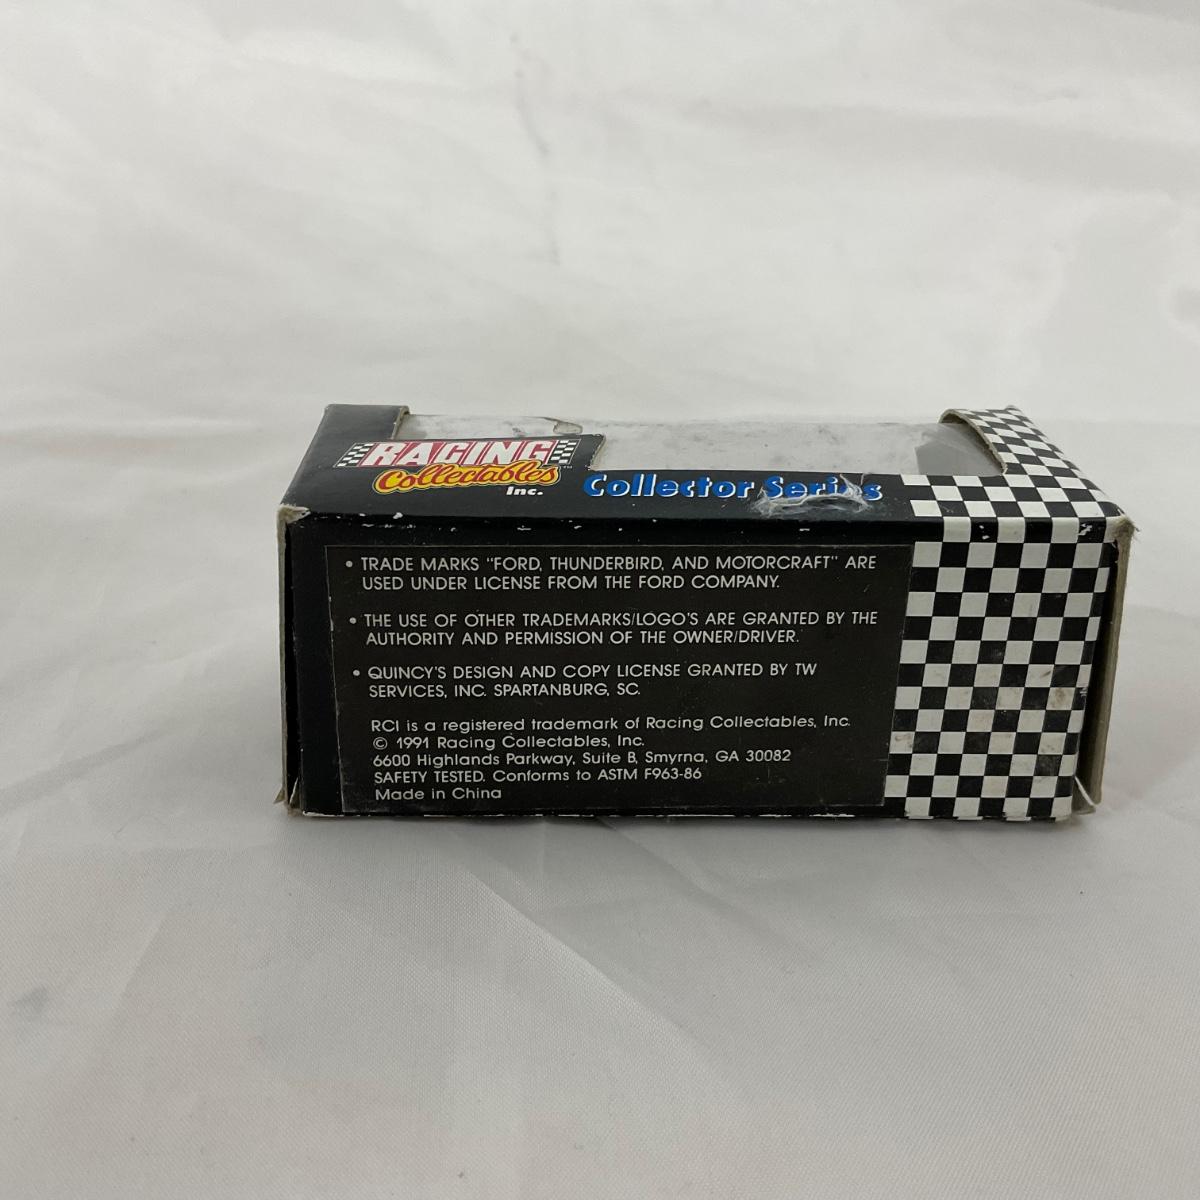 RACING
Collectables TM
Inc.
Collector Series
• TRADE MARKS "FORD, THUNDERBIRD, AND MOTORCRAFT" ARE
USED UNDER LICENSE FROM THE FORD COMPANY.
• THE USE OF OTHER TRADEMARKS/LOGO'S ARE GRANTED BY THE
AUTHORITY AND PERMISSION OF THE OWNER/DRIVER.
• QUINCY'S DESIGN AND COPY LICENSE GRANTED BY TW
SERVICES, INC. SPARTANBURG, SC.
RCI is a registered trademark of Racing Collectables, Inc.
© 1991 Racing Collectables, Inc.
6600 Highlands Parkway, Suite B, Smyrna, GA 30082
SAFETY TESTED. Conforms to ASTM F963-86
Made in China